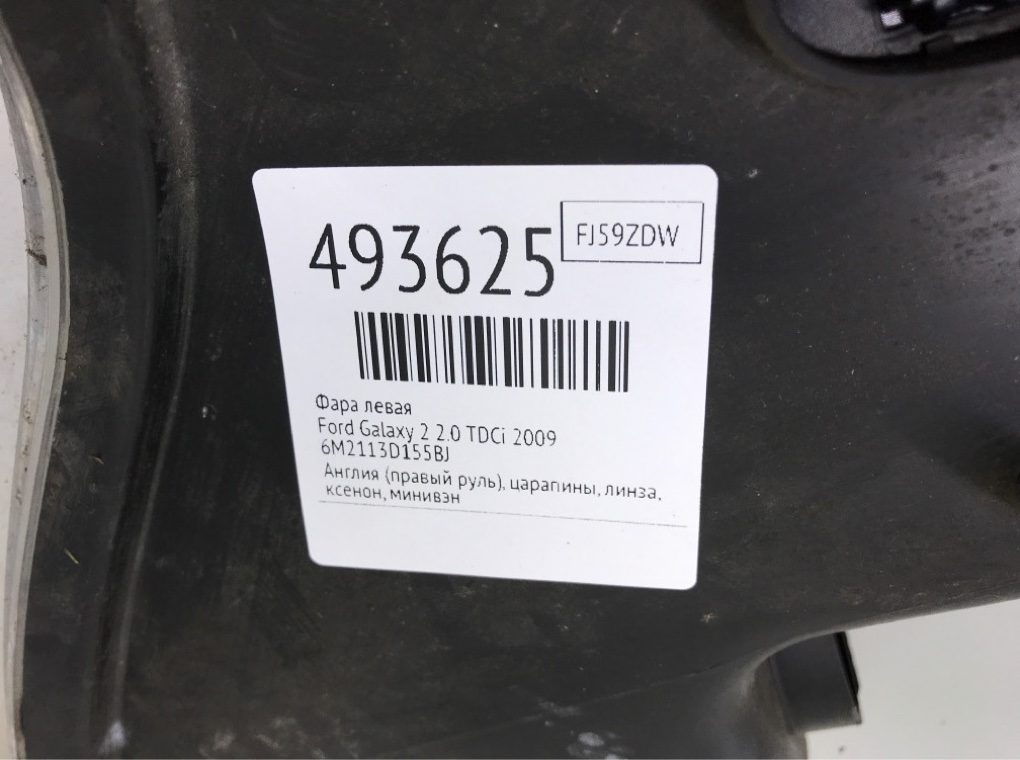 493625
FJ59ZDW
Фара левая
Ford Galaxy 2 2.0 TDCi 2009
6M2113D155BJ
Англия (правый руль), царапины, линза,
ксенон, минивэн